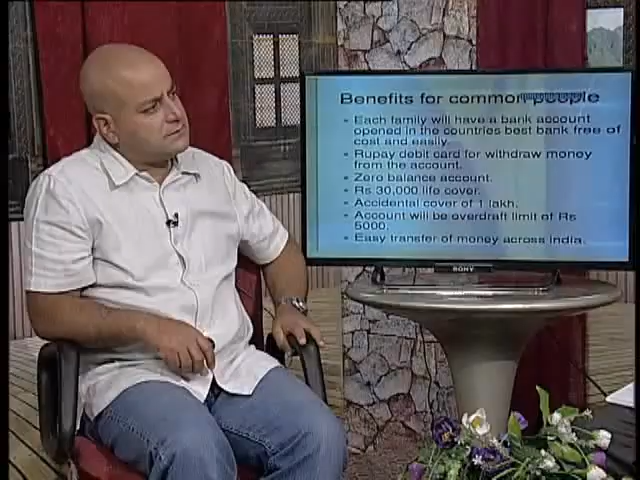 Benefits for common people
• Each family will have a bank account
opened in the countries best bank free of
cost and easily.
• Rupay debit card for withdraw money
from the account.
• Zero balance account.
• Rs 30,000 life cover.
• Accidental cover of 1 lakh.
• Account will be overdraft limit of Rs
5000.
• Easy transfer of money across india.
SONY